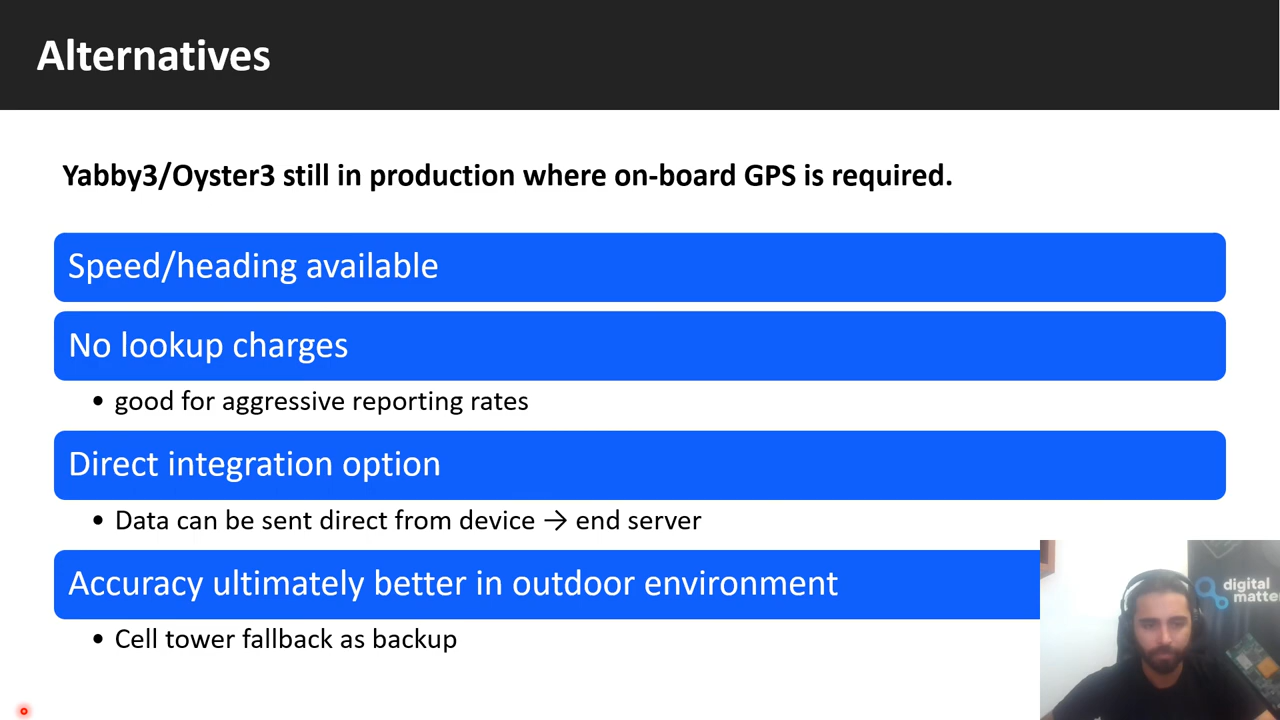 Alternatives
Yabby3/Oyster3 still in production where on-board GPS is required.
Speed/heading available
No lookup charges
• good for aggressive reporting rates
Direct integration option
• Data can be sent direct from device → end server
Accuracy ultimately better in outdoor environment
• Cell tower fallback as backup
digital
matter